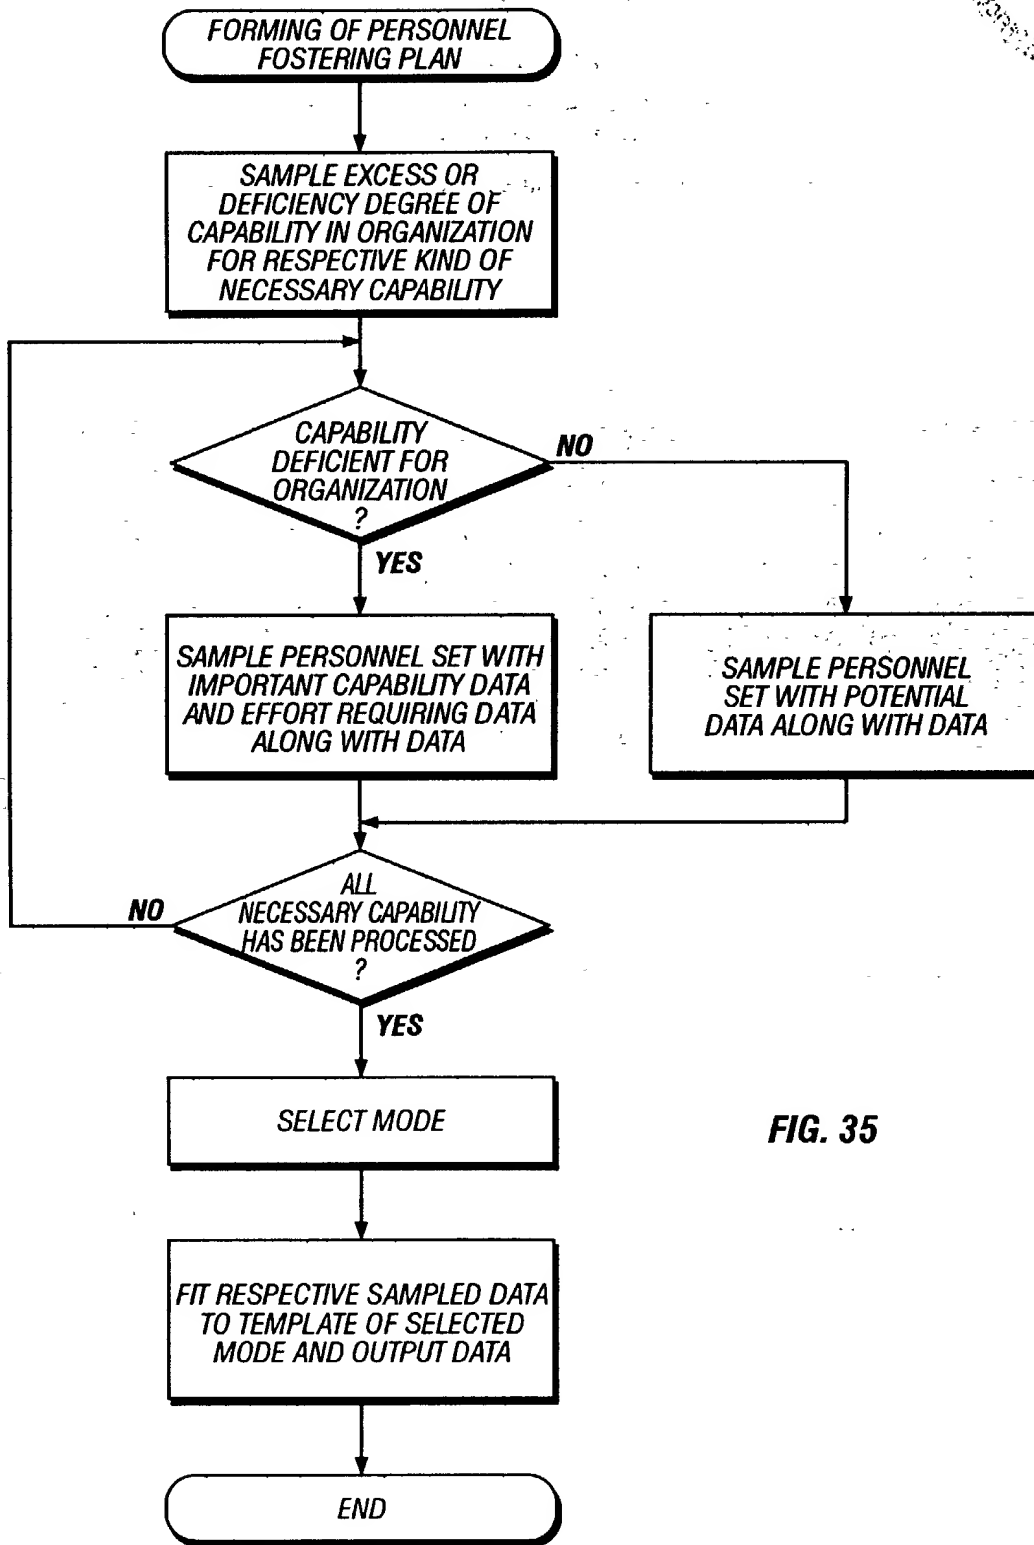 FORMING OF PERSONNEL
FOSTERING PLAN
SAMPLE EXCESS OR
DEFICIENCY DEGREE OF
CAPABILITY IN ORGANIZATION
FOR RESPECTIVE KIND OF
NECESSARY CAPABILITY
CAPABILITY
DEFICIENT FOR
ORGANIZATION
?
NO
YES
SAMPLE PERSONNEL SET WITH
IMPORTANT CAPABILITY DATA
AND EFFORT REQUIRING DATA
ALONG WITH DATA
SAMPLE PERSONNEL
SET WITH POTENTIAL
DATA ALONG WITH DATA
ALL
NECESSARY CAPABILITY
HAS BEEN PROCESSED
?
NO
YES
SELECT MODE
FIG. 35
FIT RESPECTIVE SAMPLED DATA
TO TEMPLATE OF SELECTED
MODE AND OUTPUT DATA
END